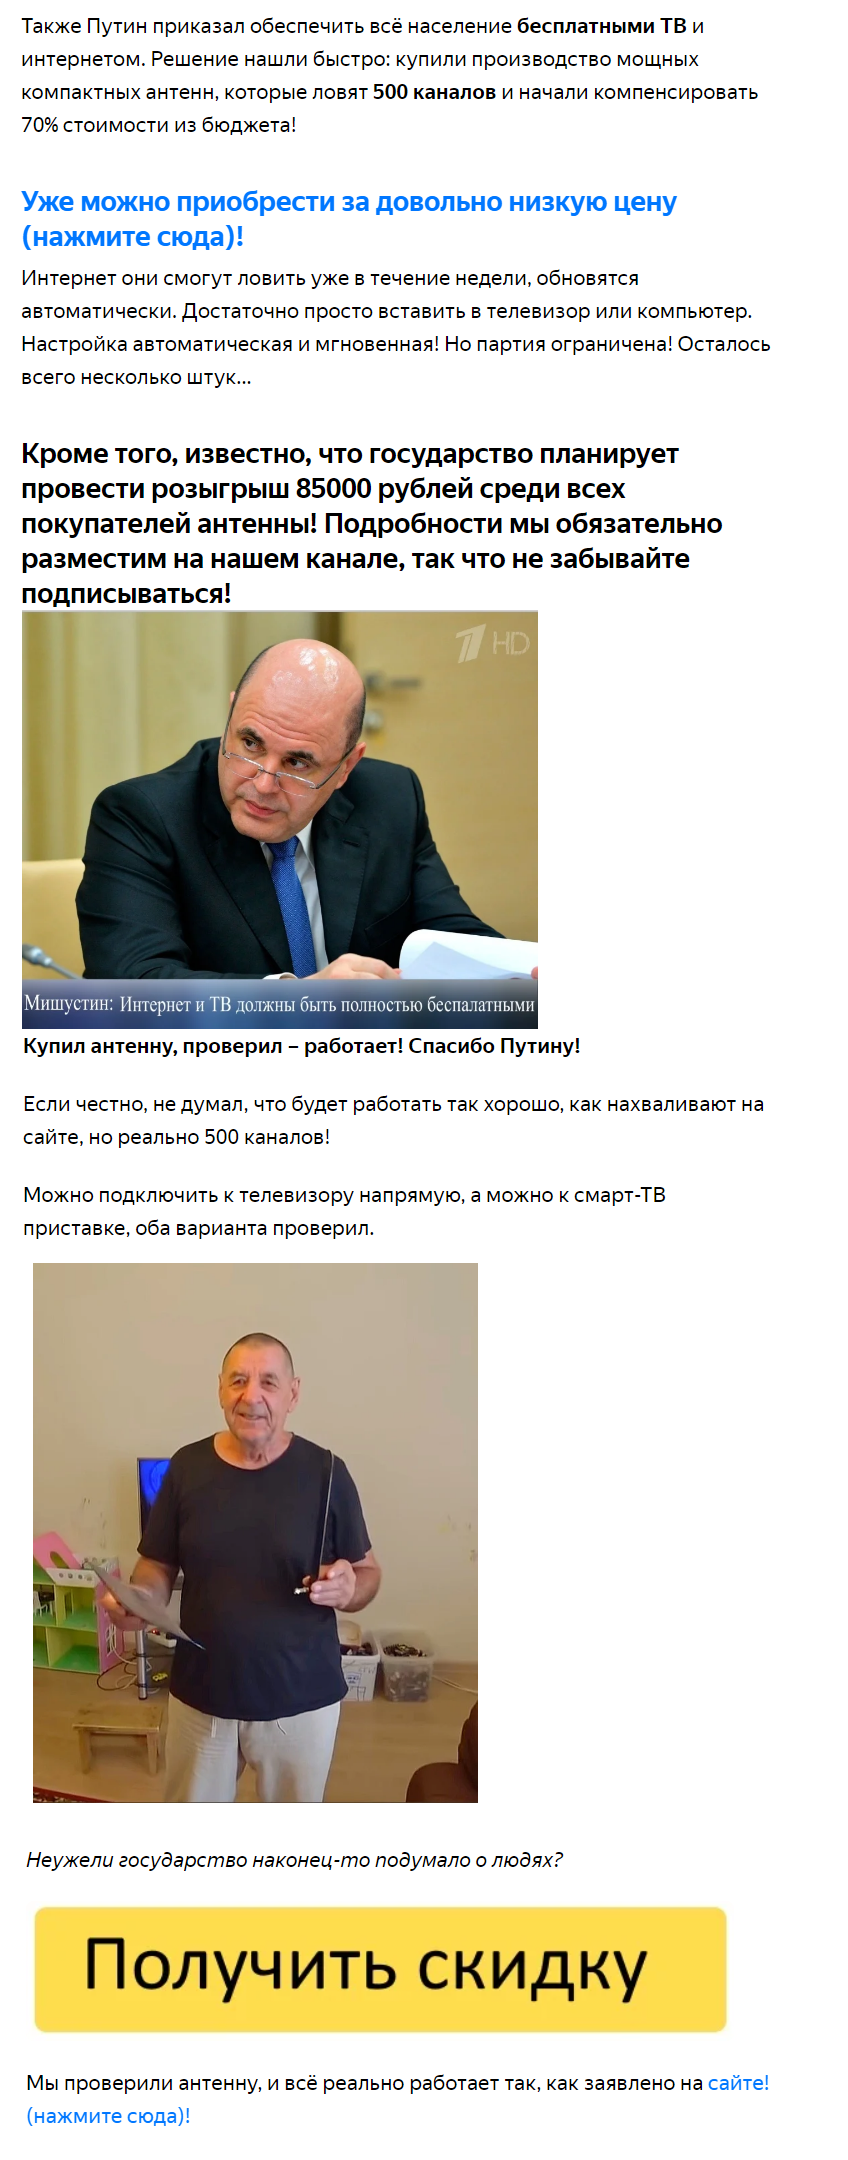 Также Путин приказал обеспечить всё население бесплатными ТВ и
интернетом. Решение нашли быстро: купили производство мощных
компактных антенн, которые ловят 500 каналов и начали компенсировать
70% стоимости из бюджета!
Уже можно приобрести за довольно низкую цену
(нажмите сюда)!
Интернет они смогут ловить уже в течение недели, обновятся
автоматически. Достаточно просто вставить в телевизор или компьютер.
Настройка автоматическая и мгновенная! Но партия ограничена! Осталось
всего несколько штук...
Кроме того, известно, что государство планирует
провести розыгрыш 85000 рублей среди всех
покупателей антенны! Подробности мы обязательно
разместим на нашем канале, так что не забывайте
подписываться!
1 HD
Мишустин: Интернет и ТВ должны быть полностью беспалатными
Купил антенну, проверил – работает! Спасибо Путину!
Если честно, не думал, что будет работать так хорошо, как нахваливают на
сайте, но реально 500 каналов!
Можно подключить к телевизору напрямую, а можно к смарт-ТВ
приставке, оба варианта проверил.
Неужели государство наконец-то подумало о людях?
Получить скидку
Мы проверили антенну, и всё реально работает так, как заявлено на сайте!
(нажмите сюда)!